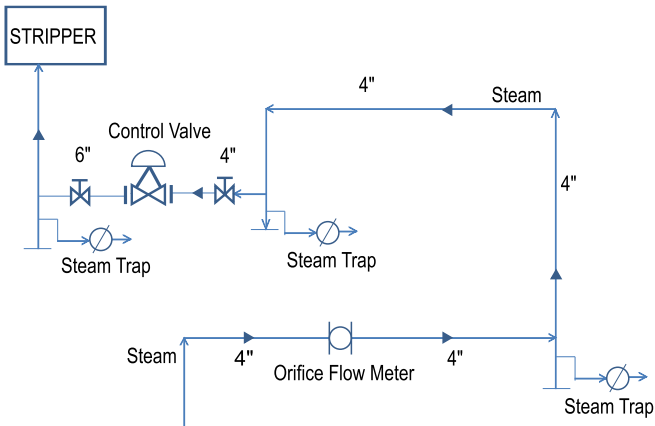 STRIPPER
4"
Steam
Control Valve
6"
4"
4"
Steam Trap
Steam Trap
Steam
4"
4"
Orifice Flow Meter
Steam Trap